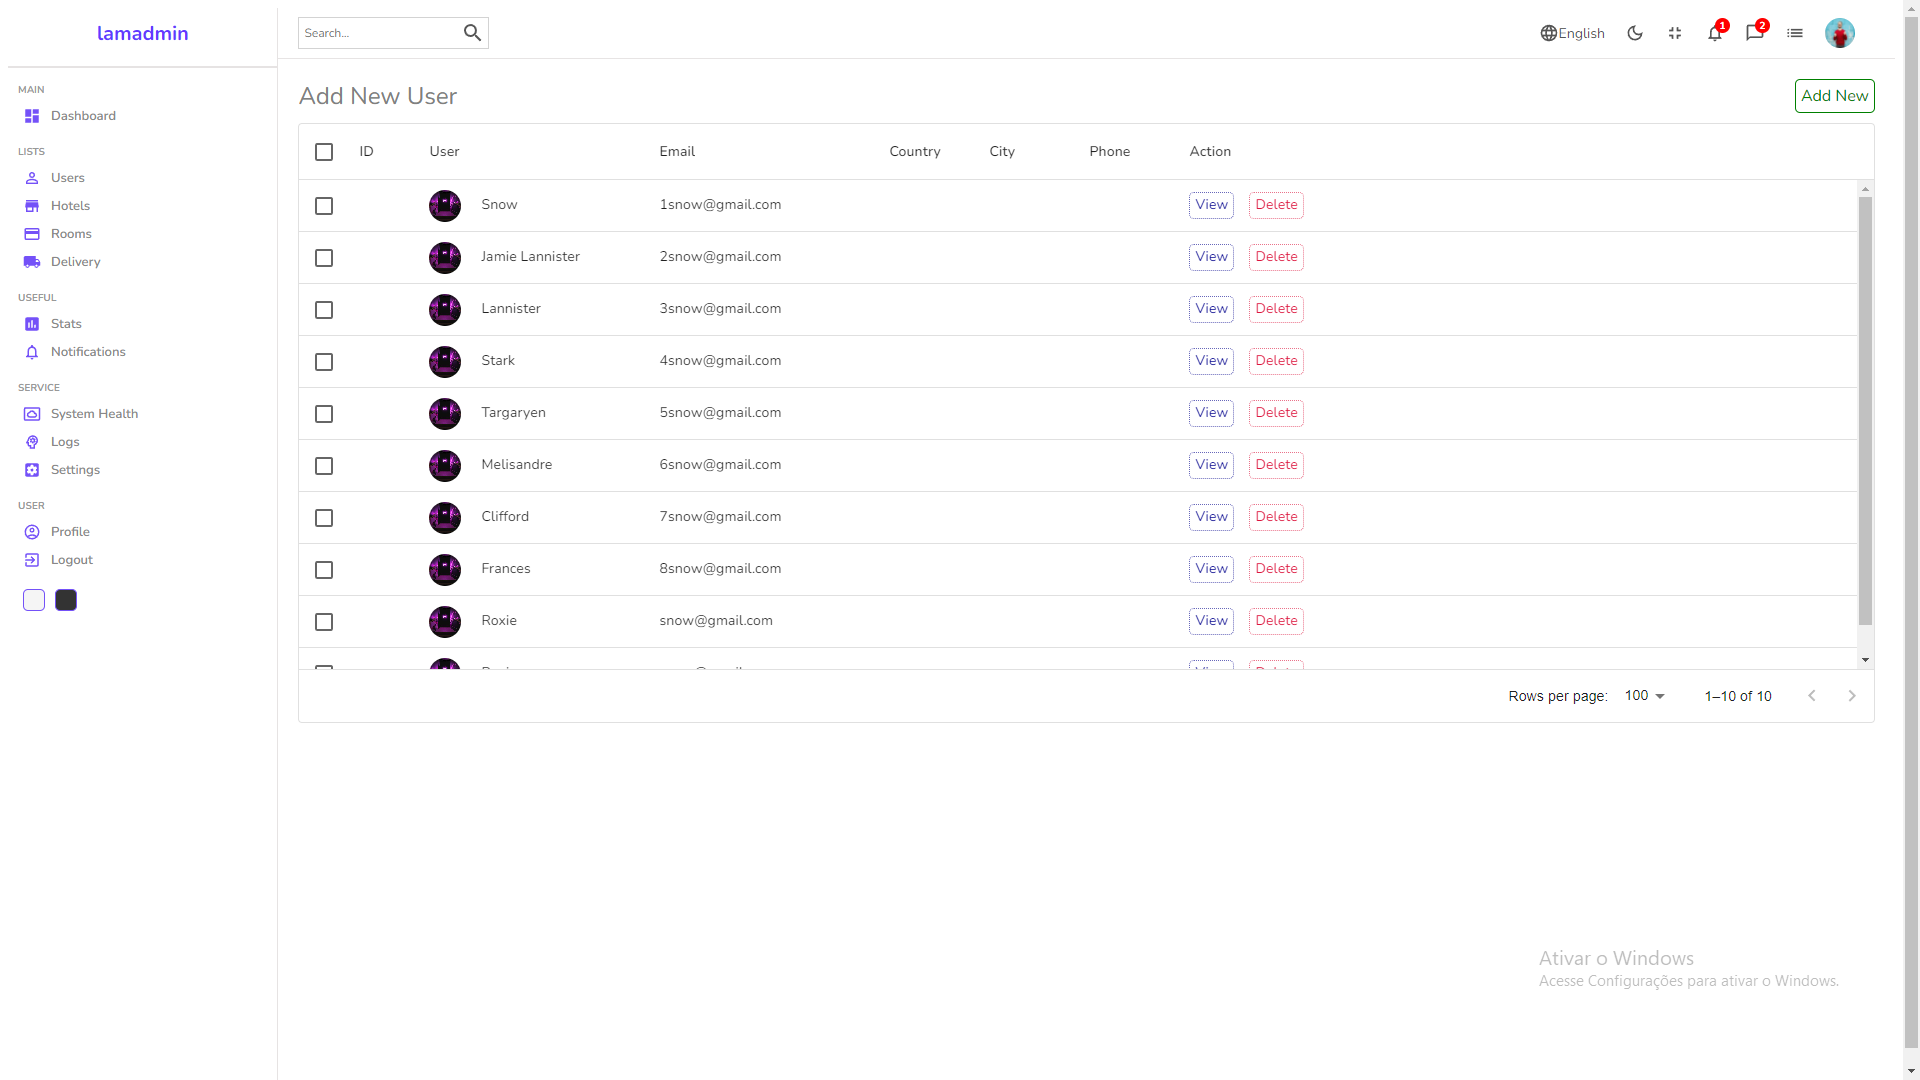 lamadmin
Search...
English
1
2
MAIN
Dashboard
LISTS
Users
Hotels
Rooms
Delivery
USEFUL
Stats
Notifications
SERVICE
System Health
Logs
Settings
USER
Profile
Logout
Add New User
Add New
ID User Email Country City Phone Action
Snow 1snow@gmail.com View Delete
Jamie Lannister 2snow@gmail.com View Delete
Lannister 3snow@gmail.com View Delete
Stark 4snow@gmail.com View Delete
Targaryen 5snow@gmail.com View Delete
Melisandre 6snow@gmail.com View Delete
Clifford 7snow@gmail.com View Delete
Frances 8snow@gmail.com View Delete
Roxie snow@gmail.com View Delete
Rows per page: 100 1–10 of 10
Ativar o Windows
Acesse Configurações para ativar o Windows.